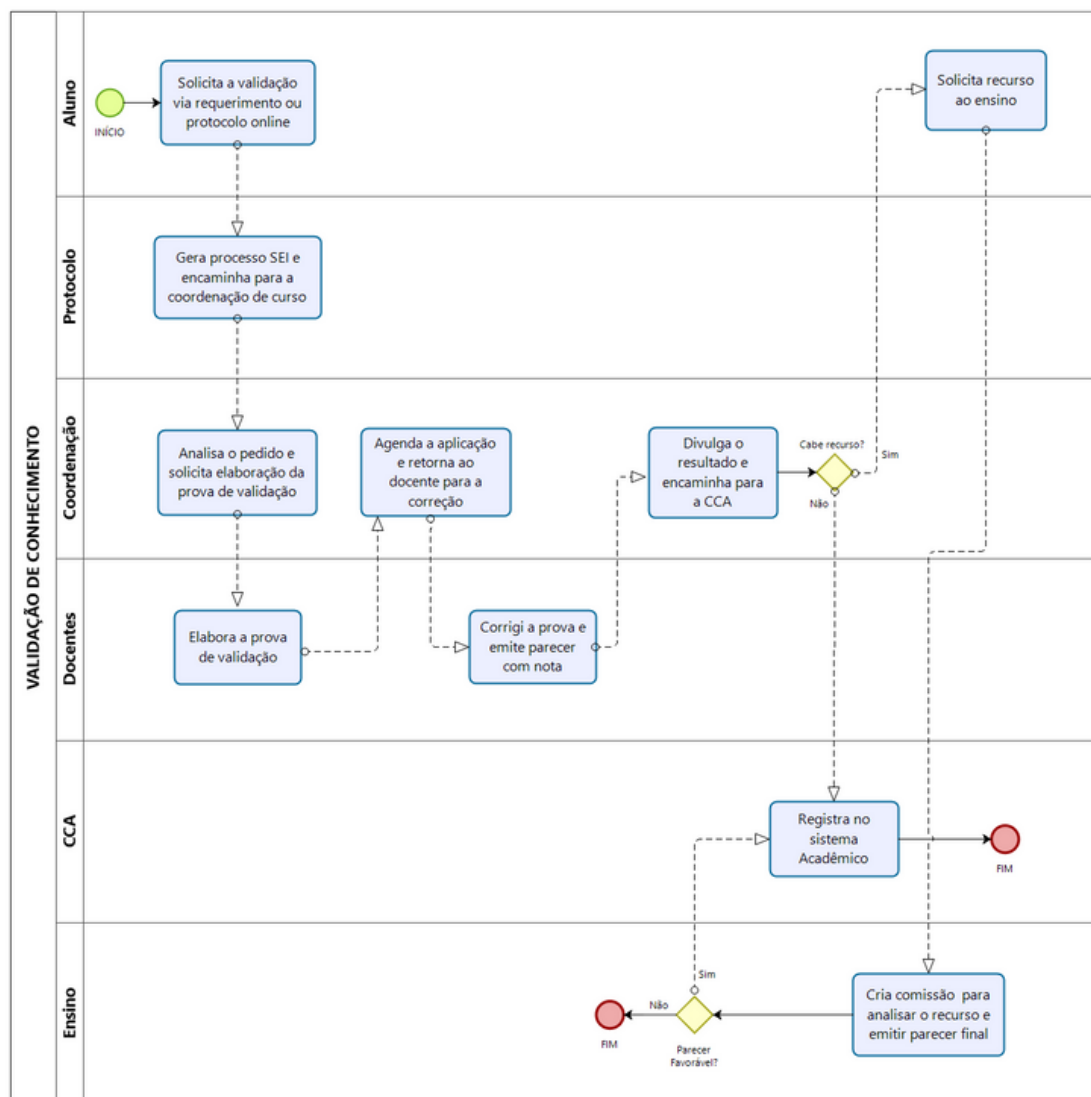 VALIDAÇÃO DE CONHECIMENTO
Aluno
INÍCIO
Solicita a validação
via requerimento ou
protocolo online
Solicita recurso
ao ensino
Protocolo
Gera processo SEI e
encaminha para a
coordenação de curso
Coordenação
Analisa o pedido e
solicita elaboração da
prova de validação
Agenda a aplicação
e retorna ao
docente para a
correção
Divulga o
resultado e
encaminha para
a CCA
Cabe recurso?
Sim
Não
Docentes
Elabora a prova
de validação
Corrigi a prova e
emite parecer
com nota
CCA
Registra no
sistema
Acadêmico
FIM
Ensino
FIM
Não
Sim
Parecer
Favorável?
Cria comissão para
analisar o recurso e
emitir parecer final